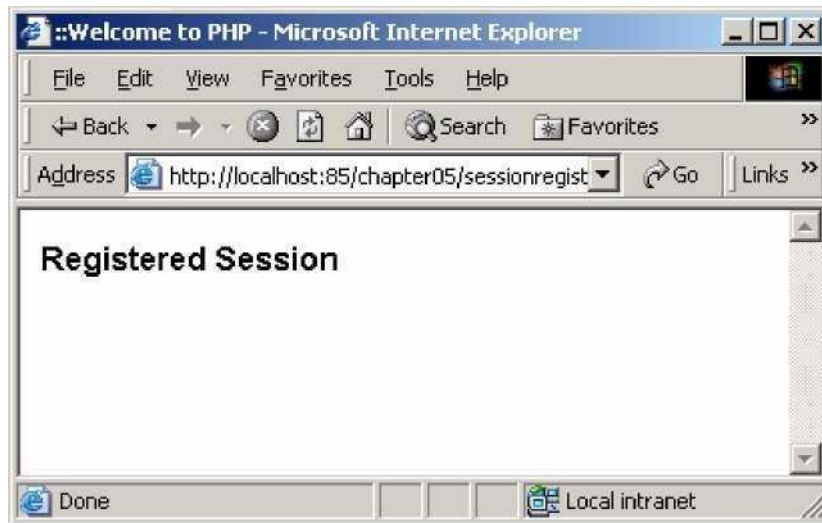 ::Welcome to PHP - Microsoft Internet Explorer
File Edit View Favorites Tools Help
Back Search Favorites »
Address http://localhost:85/chapter05/sessionregist Go Links »
Registered Session
Done Local intranet